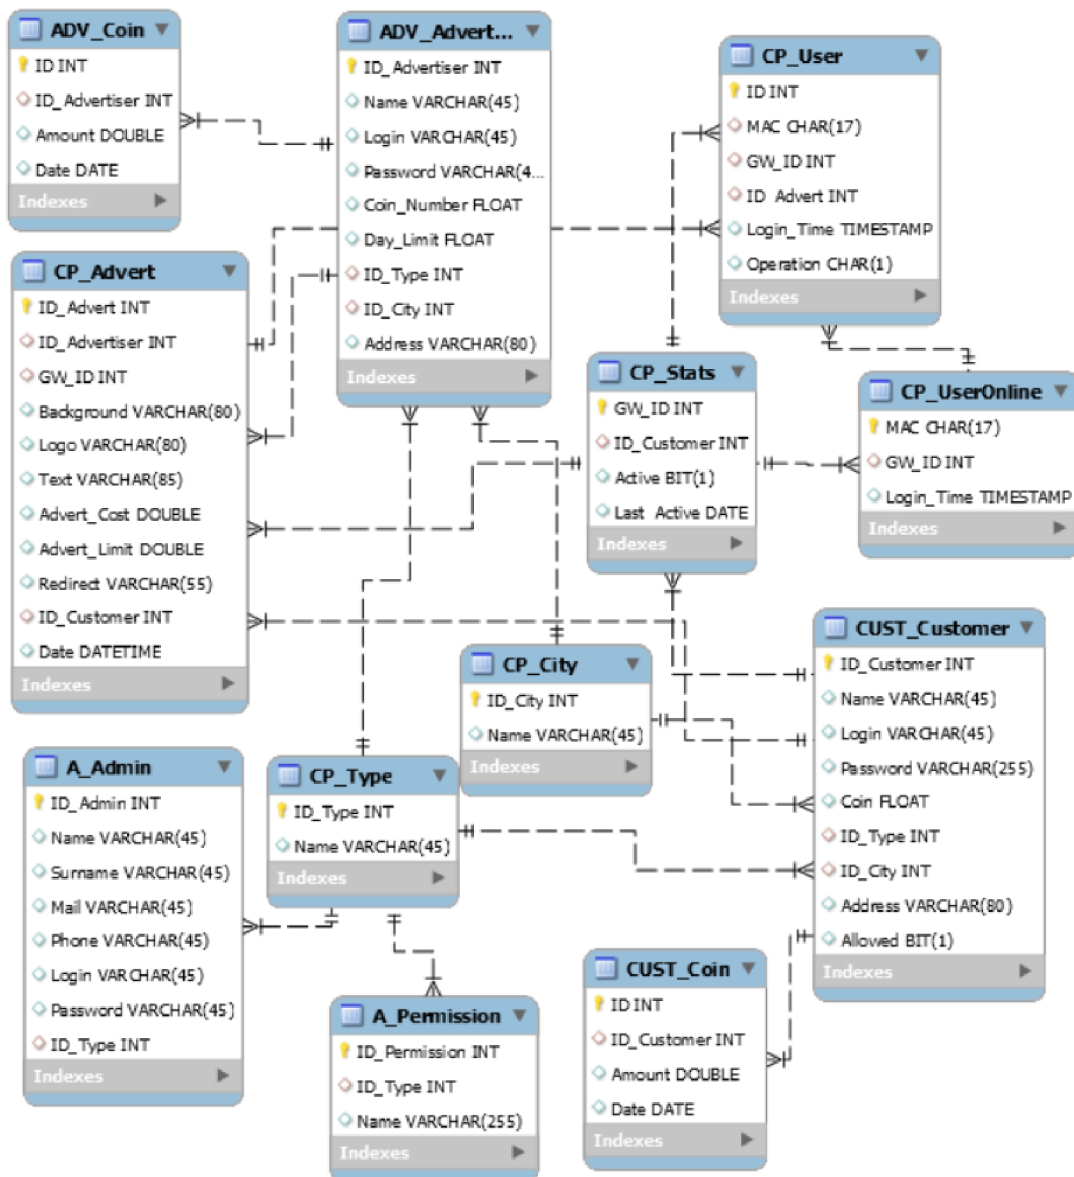 ADV_Coin
ID INT
ID_Advertiser INT
Amount DOUBLE
Date DATE
Indexes
ADV_Advert...
ID_Advertiser INT
Name VARCHAR(45)
Login VARCHAR(45)
Password VARCHAR(4...
Coin_Number FLOAT
Day_Limit FLOAT
ID_Type INT
ID_City INT
Address VARCHAR(80)
Indexes
CP_User
ID INT
MAC CHAR(17)
GW_ID INT
ID_Advert INT
Login_Time TIMESTAMP
Operation CHAR(1)
Indexes
CP_Advert
ID_Advert INT
ID_Advertiser INT
GW_ID INT
Background VARCHAR(80)
Logo VARCHAR(80)
Text VARCHAR(85)
Advert_Cost DOUBLE
Advert_Limit DOUBLE
Redirect VARCHAR(55)
ID_Customer INT
Date DATETIME
Indexes
CP_Stats
GW_ID INT
ID_Customer INT
Active BIT(1)
Last_Active DATE
Indexes
CP_UserOnline
MAC CHAR(17)
GW_ID INT
Login_Time TIMESTAMP
Indexes
CP_City
ID_City INT
Name VARCHAR(45)
Indexes
CUST_Customer
ID_Customer INT
Name VARCHAR(45)
Login VARCHAR(45)
Password VARCHAR(255)
Coin FLOAT
ID_Type INT
ID_City INT
Address VARCHAR(80)
Allowed BIT(1)
Indexes
A_Admin
ID_Admin INT
Name VARCHAR(45)
Surname VARCHAR(45)
Mail VARCHAR(45)
Phone VARCHAR(45)
Login VARCHAR(45)
Password VARCHAR(45)
ID_Type INT
Indexes
CP_Type
ID_Type INT
Name VARCHAR(45)
Indexes
A_Permission
ID_Permission INT
ID_Type INT
Name VARCHAR(255)
Indexes
CUST_Coin
ID INT
ID_Customer INT
Amount DOUBLE
Date DATE
Indexes